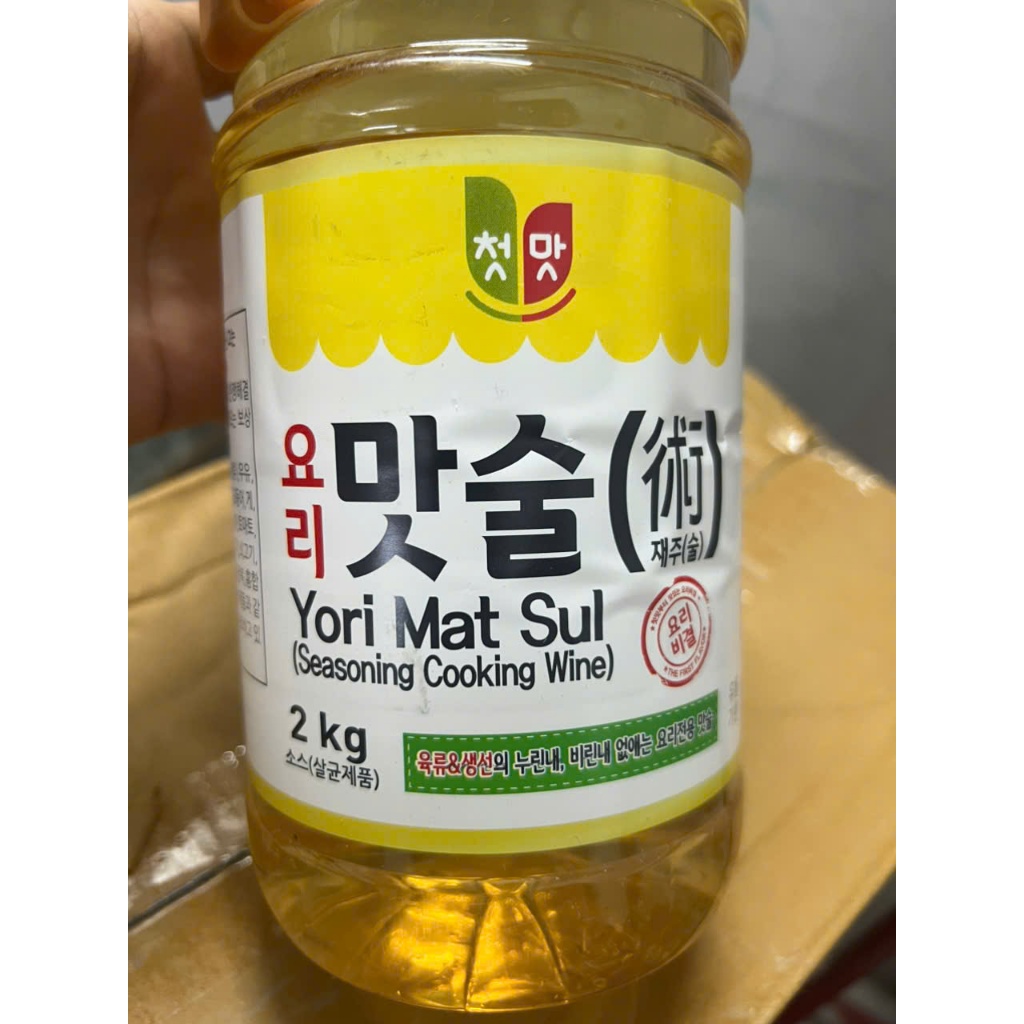 첫맛
요리 맛술(術)
재주(술)
Yori Mat Sul
(Seasoning Cooking Wine)
요리
비결
2 kg
소스(살균제품)
육류&생선의 누린내, 비린내 없애는 요리전용 맛술